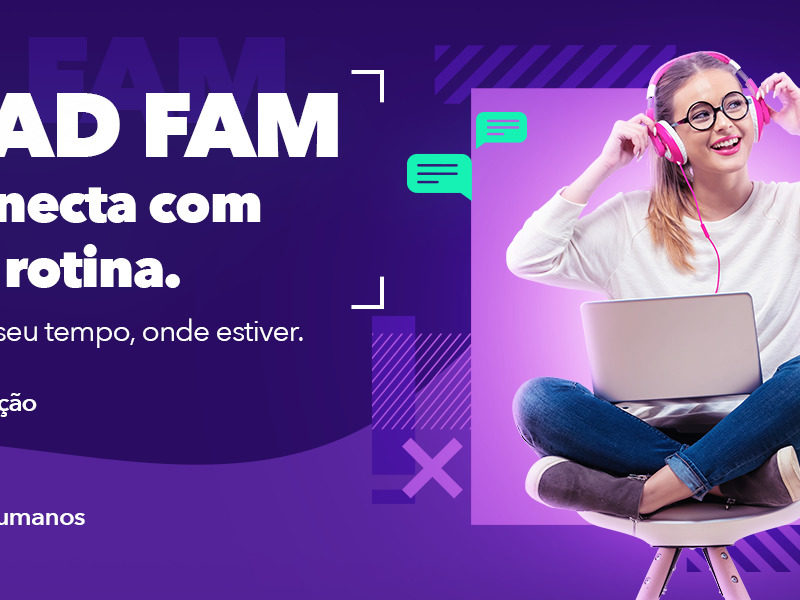 FAM
AD FAM
necta com
rotina.
seu tempo, onde estiver.
ção
umanos